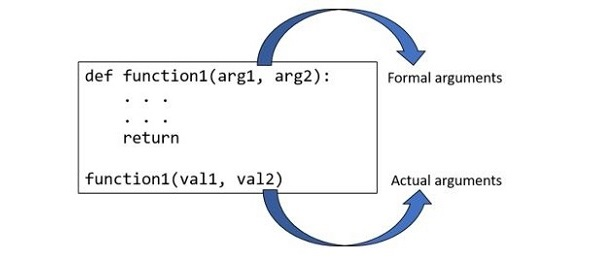 def function1(arg1, arg2):
. . .
. . .
return
function1(val1, val2)
Formal arguments
Actual arguments